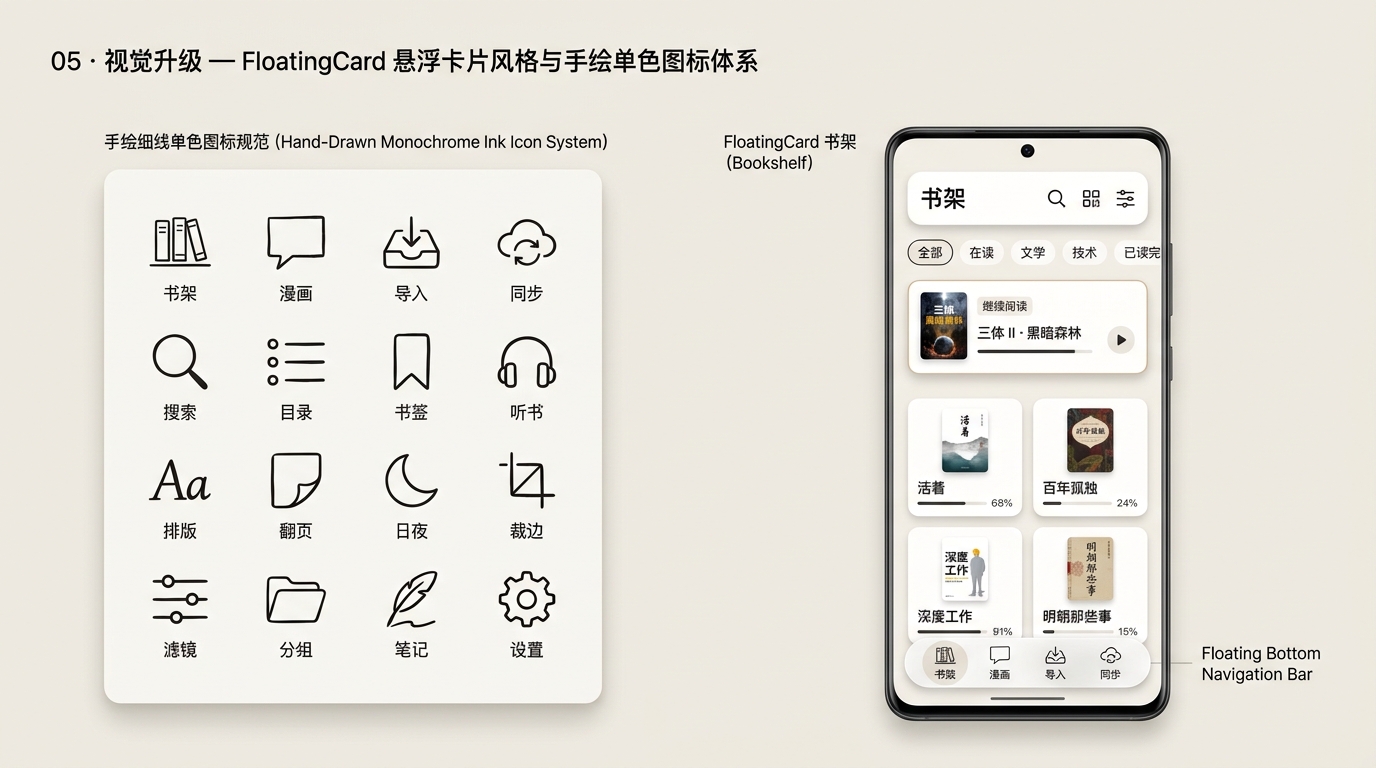 05 · 视觉升级 — FloatingCard 悬浮卡片风格与手绘单色图标体系
手绘细线单色图标规范 (Hand-Drawn Monochrome Ink Icon System)
书架
漫画
导入
同步
搜索
目录
书签
听书
Aa
排版
翻页
日夜
裁边
滤镜
分组
笔记
设置
FloatingCard 书架
(Bookshelf)
书架
全部
在读
文学
技术
已读完
继续阅读
三体 II · 黑暗森林
活着
活着
68%
百年孤独
24%
深度
工作
深度工作
91%
明朝那些事
15%
漫画
导入
同步
Floating Bottom
Navigation Bar